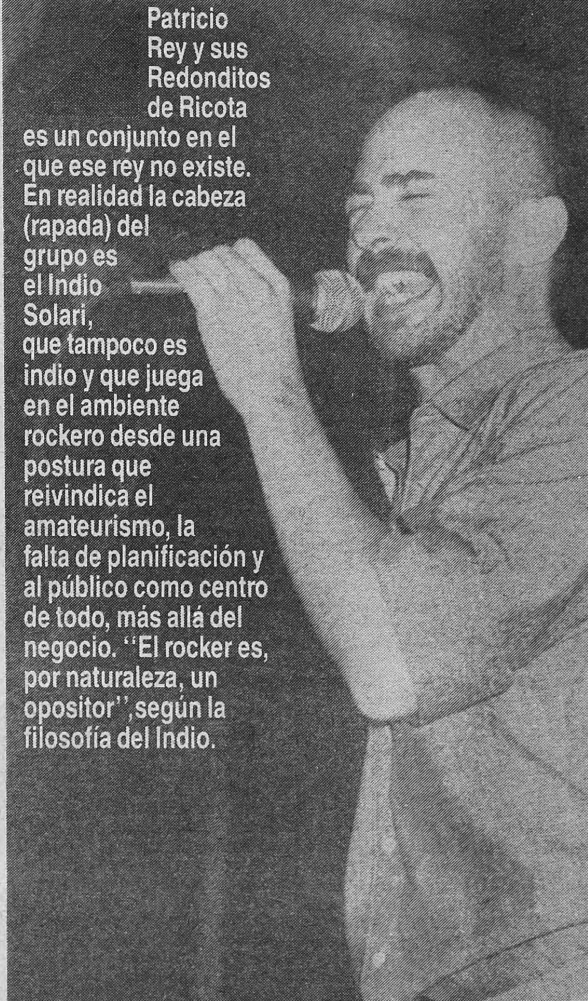 Patricio
Rey y sus
Redonditos
de Ricota
es un conjunto en el
que ese rey no existe.
En realidad la cabeza
(rapada) del
grupo es
el Indio
Solari,
que tampoco es
indio y que juega
en el ambiente
rockero desde una
postura que
reivindica el
amateurismo, la
falta de planificación y
al público como centro
de todo, más allá del
negocio. ‘‘El rocker es,
por naturaleza, un
opositor’’,según la
filosofía del Indio.